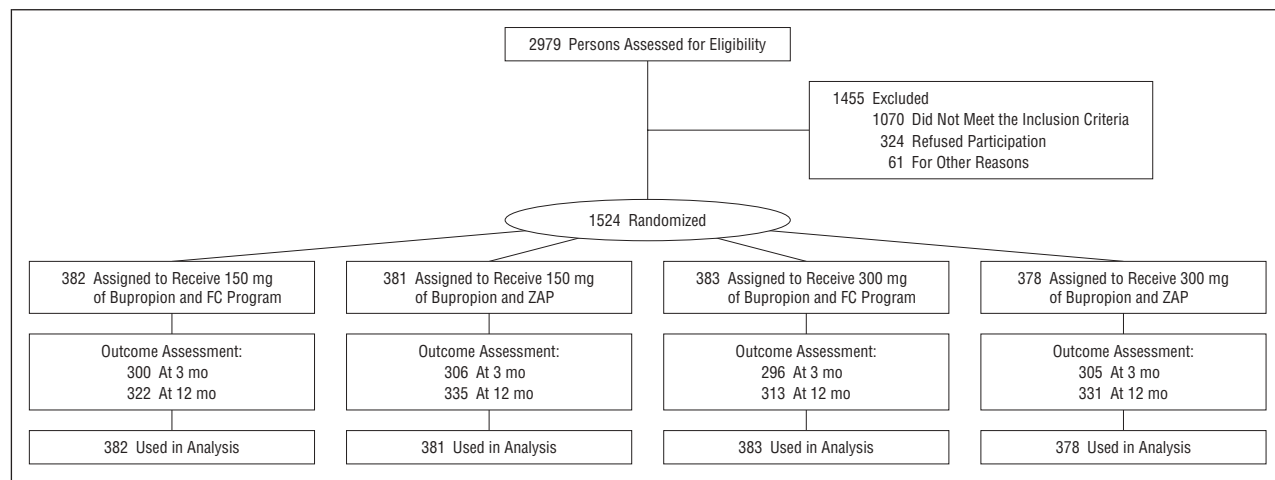 2979 Persons Assessed for Eligibility
1455 Excluded
1070 Did Not Meet the Inclusion Criteria
324 Refused Participation
61 For Other Reasons
1524 Randomized
382 Assigned to Receive 150 mg
of Bupropion and FC Program
381 Assigned to Receive 150 mg
of Bupropion and ZAP
383 Assigned to Receive 300 mg
of Bupropion and FC Program
378 Assigned to Receive 300 mg
of Bupropion and ZAP
Outcome Assessment:
300 At 3 mo
322 At 12 mo
Outcome Assessment:
306 At 3 mo
335 At 12 mo
Outcome Assessment:
296 At 3 mo
313 At 12 mo
Outcome Assessment:
305 At 3 mo
331 At 12 mo
382 Used in Analysis
381 Used in Analysis
383 Used in Analysis
378 Used in Analysis